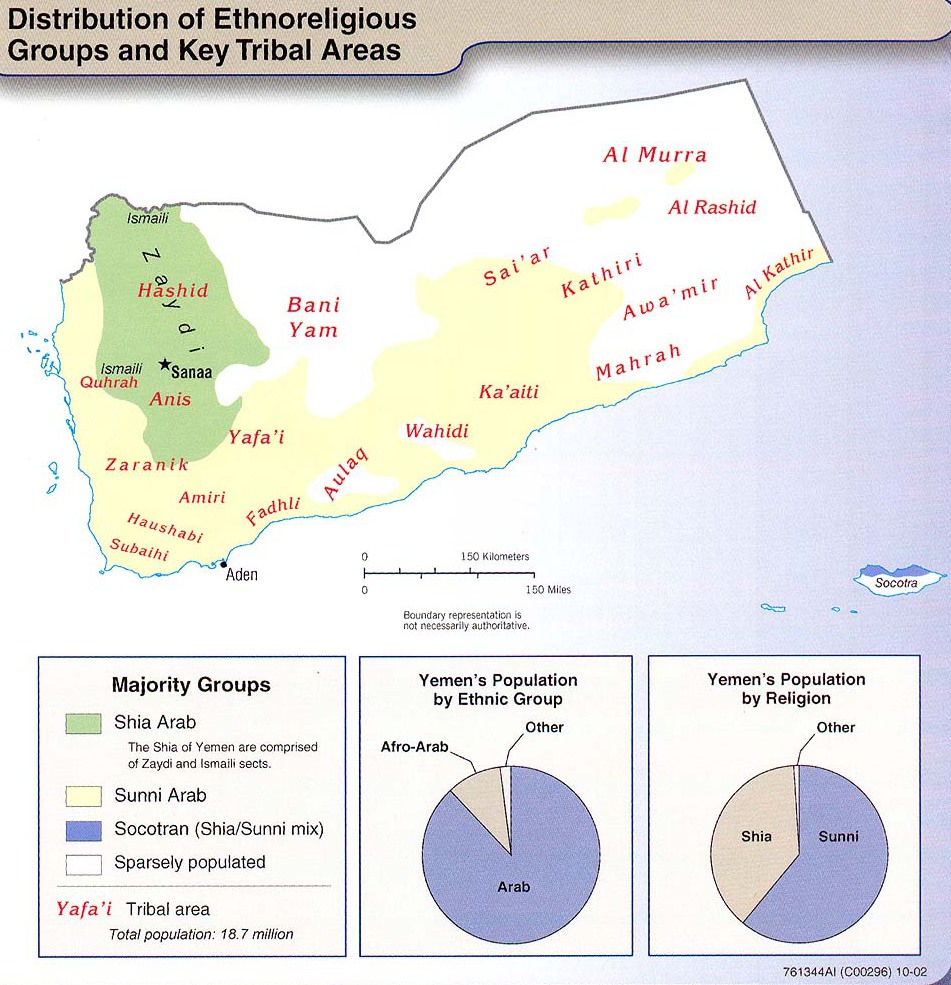 Distribution of Ethnoreligious
Groups and Key Tribal Areas
Al Murra
Al Rashid
Ismaili
Zaydi
Hashid
Sai'ar
Kathiri
Al Kathir
Awa'mir
Bani
Yam
Mahrah
Ismaili
Sanaa
Quhrah
Anis
Ka'aiti
Yafa'i
Wahidi
Zaranik
Aulaq
Amiri
Fadhli
Haushabi
Subaihi
Aden
0 150 Kilometers
0 150 Miles
Boundary representation is
not necessarily authoritative.
Socotra
Majority Groups
Shia Arab
The Shia of Yemen are comprised
of Zaydi and Ismaili sects.
Sunni Arab
Socotran (Shia/Sunni mix)
Sparsely populated
Yafa'i Tribal area
Total population: 18.7 million
Yemen's Population
by Ethnic Group
Other
Afro-Arab
Arab
Yemen's Population
by Religion
Other
Shia
Sunni
761344AI (C00296) 10-02